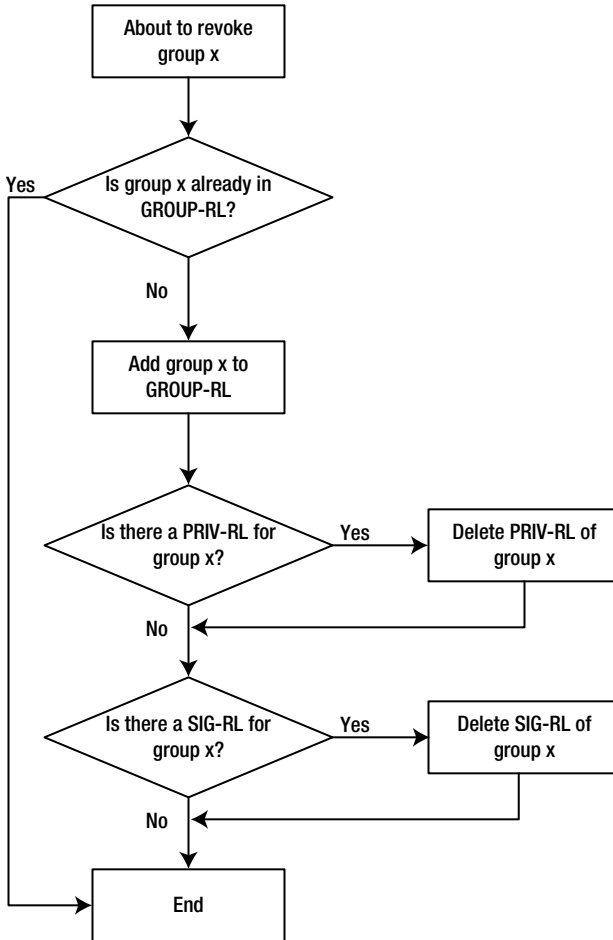 About to revoke
group x
Yes
Is group x already in
GROUP-RL?
No
Add group x to
GROUP-RL
Is there a PRIV-RL for
group x?
Yes
Delete PRIV-RL of
group x
No
Is there a SIG-RL for
group x?
Yes
Delete SIG-RL of
group x
No
End